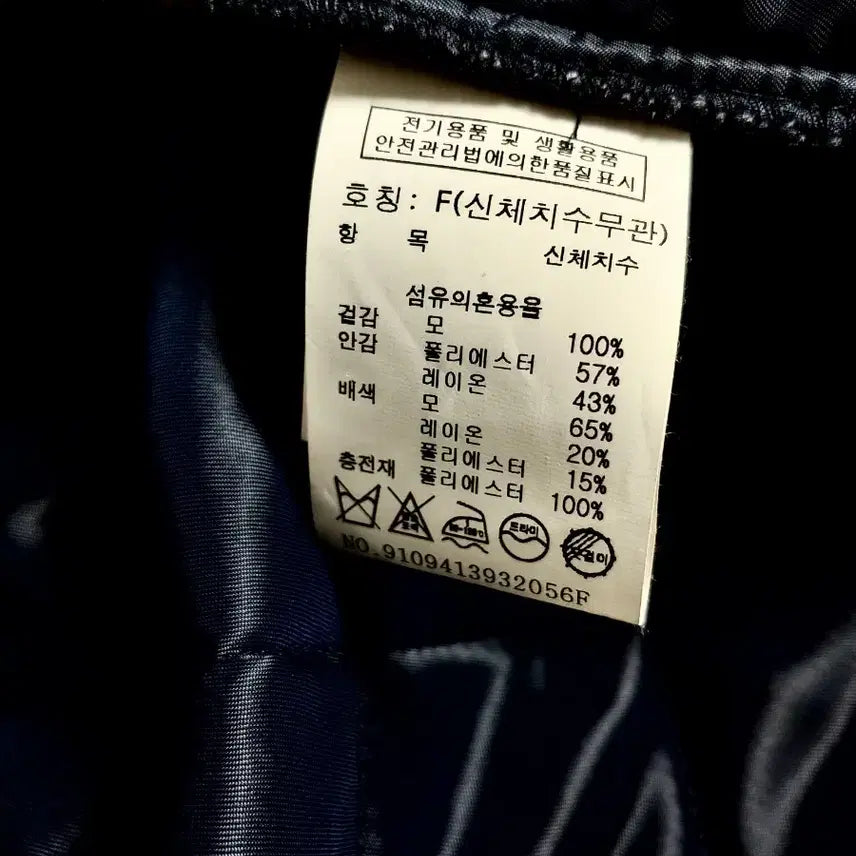 전기용품 및 생활용품
안전관리법에의한품질표시
호칭: F(신체치수무관)
항 목 신체치수
섬유의혼용율
겉감 모 100%
안감 폴리에스터 57%
레이온 43%
배색 모 65%
레이온 20%
폴리에스터 15%
충전재 폴리에스터 100%
드라이
NO.9109413932056F